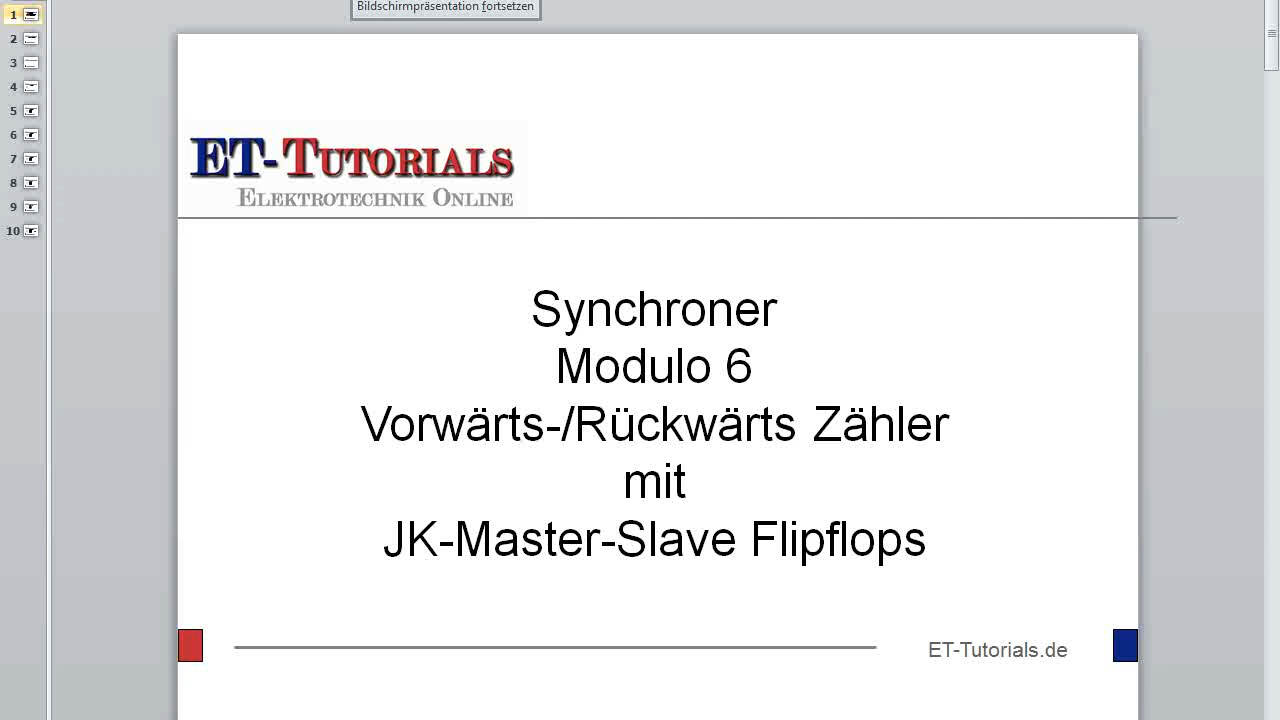 Bildschirmpräsentation fortsetzen
1
2
3
4
5
6
7
8
9
10
ET-Tutorials
Elektrotechnik Online
Synchroner
Modulo 6
Vorwärts-/Rückwärts Zähler
mit
JK-Master-Slave Flipflops
ET-Tutorials.de